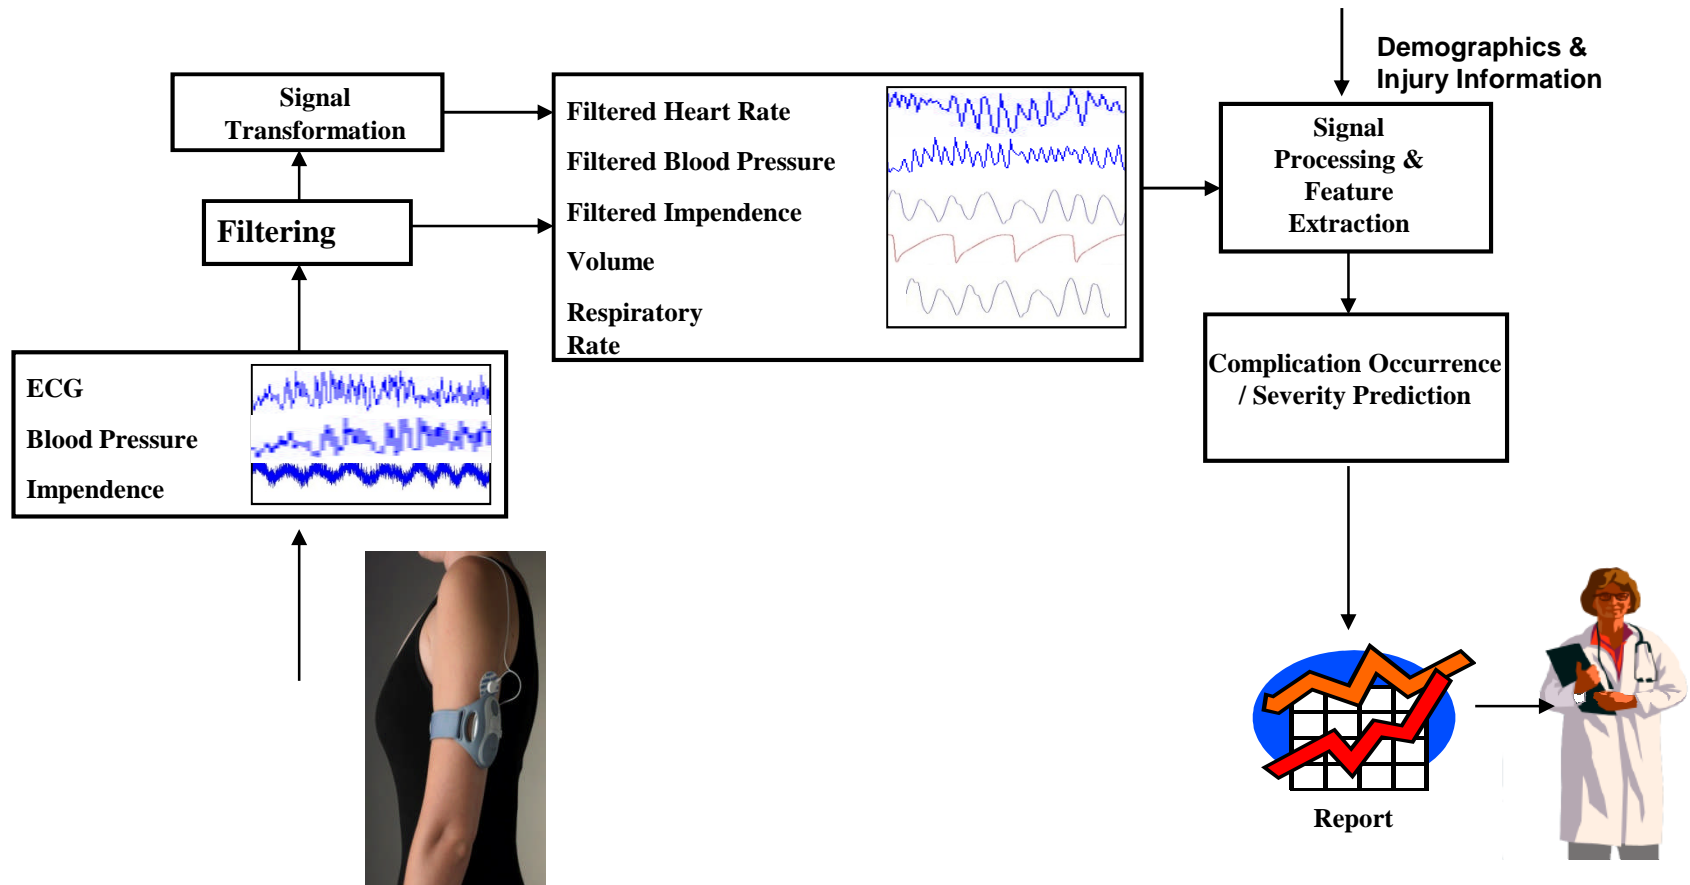 Demographics &
Injury Information
Signal
Transformation
Filtering
ECG
Blood Pressure
Impendence
Filtered Heart Rate
Filtered Blood Pressure
Filtered Impendence
Volume
Respiratory
Rate
Signal
Processing &
Feature
Extraction
Complication Occurrence
/ Severity Prediction
Report